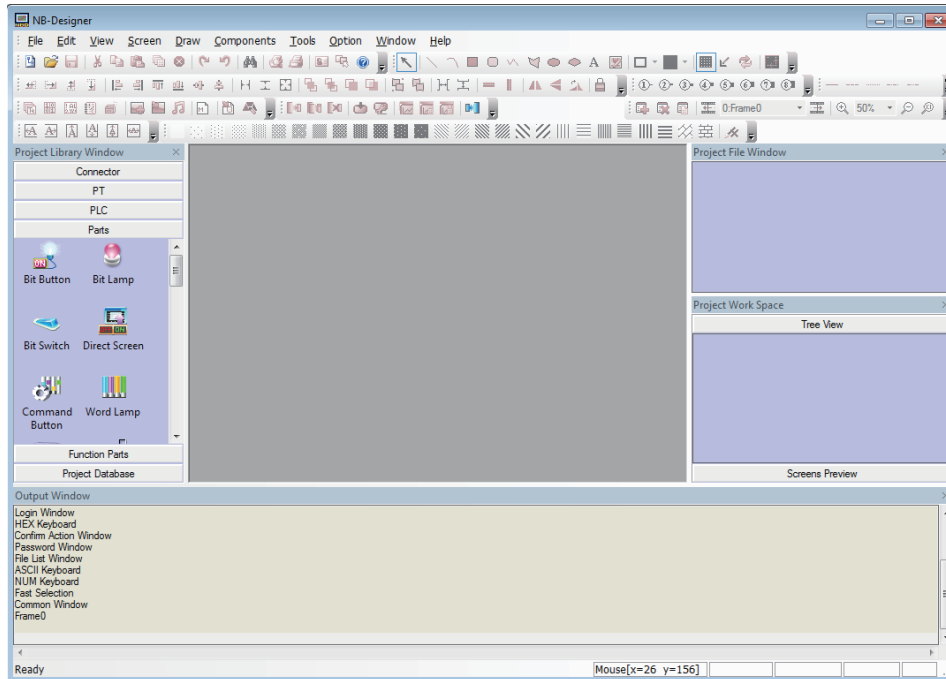 NB-Designer
File Edit View Screen Draw Components Tools Option Window Help
A
0:Frame0 50%
Project Library Window
Connector
PT
PLC
Parts
Bit Button Bit Lamp
Bit Switch Direct Screen
Command Button Word Lamp
Function Parts
Project Database
Project File Window
Project Work Space
Tree View
Screens Preview
Output Window
Login Window
HEX Keyboard
Confirm Action Window
Password Window
File List Window
ASCII Keyboard
NUM Keyboard
Fast Selection
Common Window
Frame0
Ready Mouse[x=26 y=156]